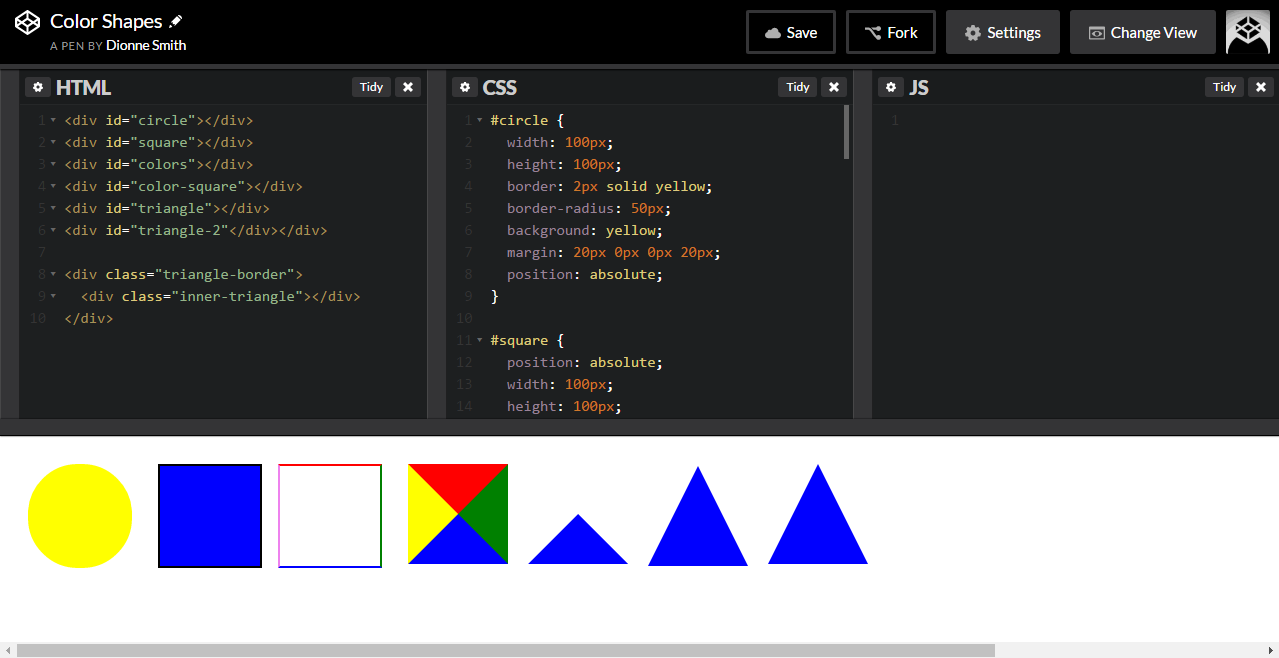 Color Shapes
A PEN BY Dionne Smith
Save
Fork
Settings
Change View
HTML
Tidy
1 <div id="circle"></div>
2 <div id="square"></div>
3 <div id="colors"></div>
4 <div id="color-square"></div>
5 <div id="triangle"></div>
6 <div id="triangle-2"</div></div>
7
8 <div class="triangle-border">
9   <div class="inner-triangle"></div>
10 </div>
CSS
Tidy
1 #circle {
2   width: 100px;
3   height: 100px;
4   border: 2px solid yellow;
5   border-radius: 50px;
6   background: yellow;
7   margin: 20px 0px 0px 20px;
8   position: absolute;
9 }
10
11 #square {
12   position: absolute;
13   width: 100px;
14   height: 100px;
JS
Tidy
1